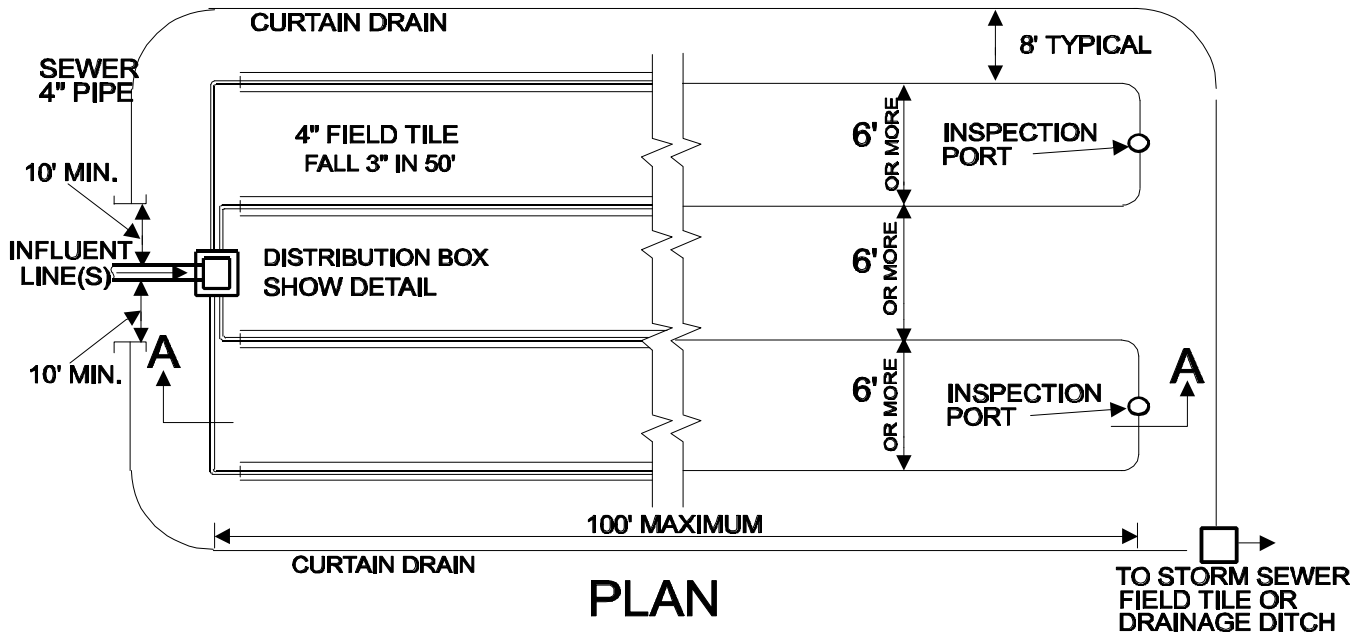 CURTAIN DRAIN
8' TYPICAL
SEWER
4" PIPE
4" FIELD TILE
FALL 3" IN 50'
6'
OR MORE
INSPECTION
PORT
10' MIN.
INFLUENT
LINE(S)
DISTRIBUTION BOX
SHOW DETAIL
6'
OR MORE
10' MIN.
A
6'
OR MORE
INSPECTION
PORT
A
100' MAXIMUM
CURTAIN DRAIN
PLAN
TO STORM SEWER
FIELD TILE OR
DRAINAGE DITCH